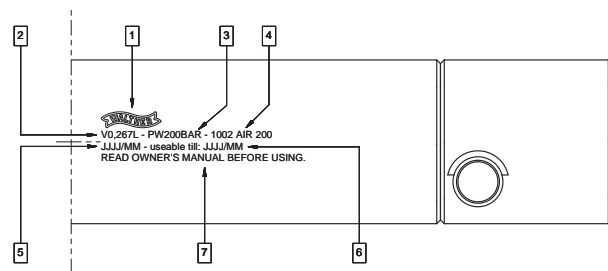 2 1 3 4
WALTHER
V0,267L - PW200BAR - 1002 AIR 200
JJJJ/MM - useable till: JJJJ/MM
READ OWNER'S MANUAL BEFORE USING.
5 7 6